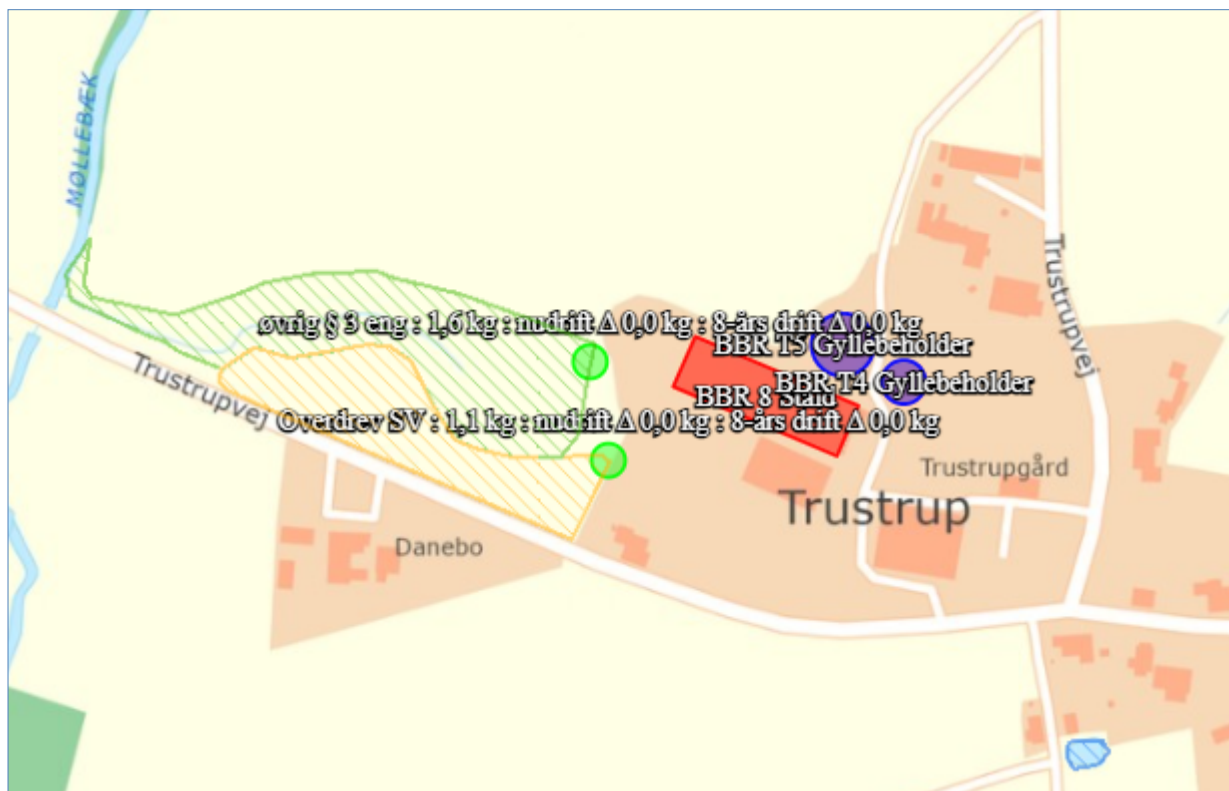 MØLLEBÆK
Trustrupvej
øvrig § 3 eng : 1,6 kg : nudrift Δ 0,0 kg : 8-års drift Δ 0,0 kg
BBR T5 Gyllebeholder
BBR T4 Gyllebeholder
BBR 8 Stald
Trustrupvej
Overdrev SV : 1,1 kg : nudrift Δ 0,0 kg : 8-års drift Δ 0,0 kg
Trustrupgård
Trustrup
Danebo